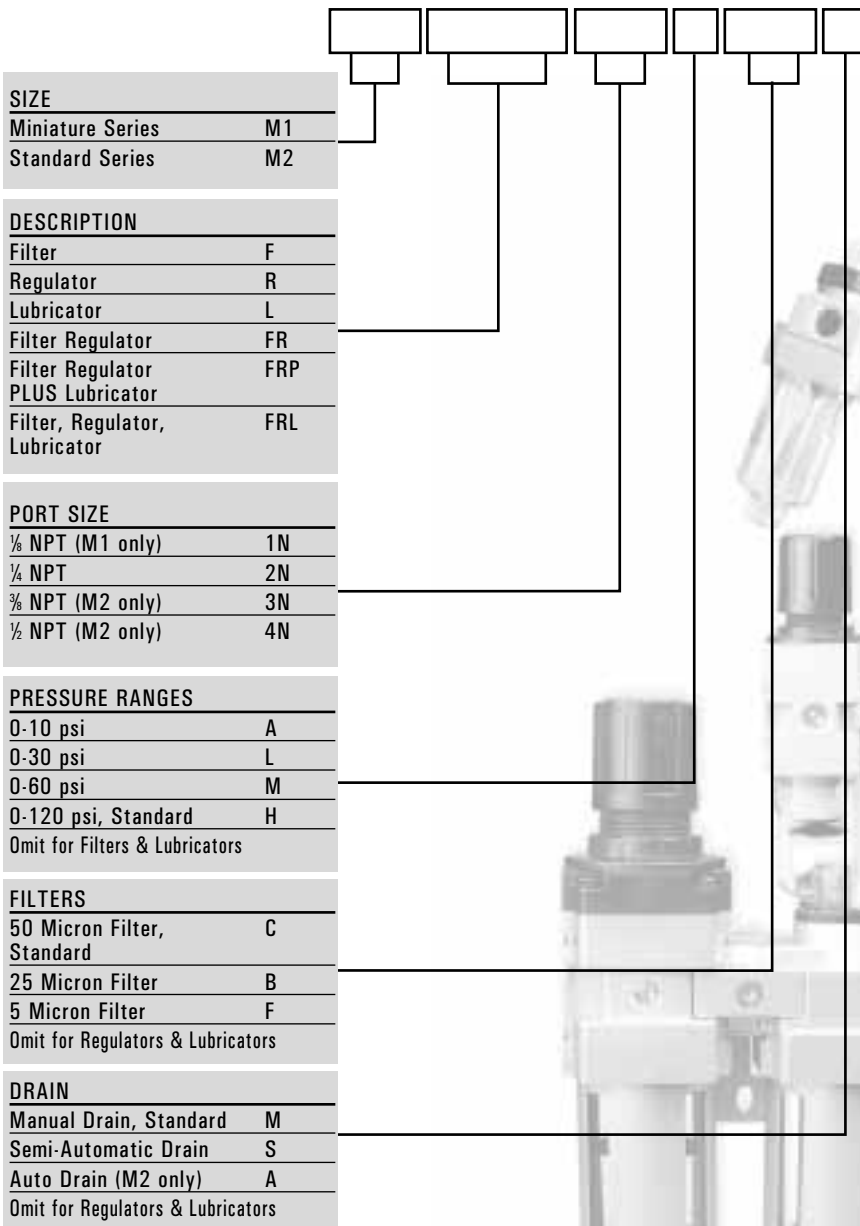 SIZE
Miniature Series M1
Standard Series M2
DESCRIPTION
Filter F
Regulator R
Lubricator L
Filter Regulator FR
Filter Regulator FRP
PLUS Lubricator
Filter, Regulator, FRL
Lubricator
PORT SIZE
⅛ NPT (M1 only) 1N
¼ NPT 2N
⅜ NPT (M2 only) 3N
½ NPT (M2 only) 4N
PRESSURE RANGES
0-10 psi A
0-30 psi L
0-60 psi M
0-120 psi, Standard H
Omit for Filters & Lubricators
FILTERS
50 Micron Filter, C
Standard
25 Micron Filter B
5 Micron Filter F
Omit for Regulators & Lubricators
DRAIN
Manual Drain, Standard M
Semi-Automatic Drain S
Auto Drain (M2 only) A
Omit for Regulators & Lubricators